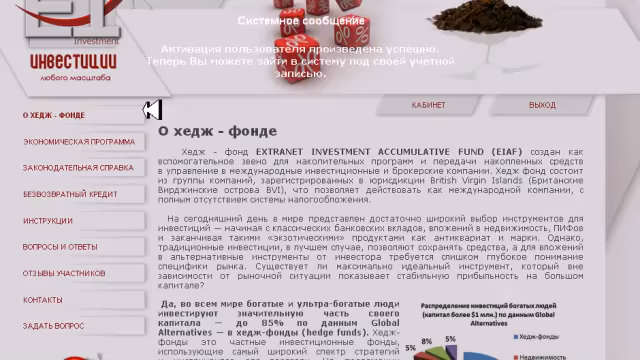 EI
Investment
ИНВЕСТИЦИИ
любого масштаба
Системное сообщение
Активация пользователя произведена успешно.
Теперь Вы можете зайти в систему под своей учетной
записью.
КАБИНЕТ
ВЫХОД
О ХЕДЖ - ФОНДЕ
ЭКОНОМИЧЕСКАЯ ПРОГРАММА
ЗАКОНОДАТЕЛЬНАЯ СПРАВКА
БЕЗВОЗВРАТНЫЙ КРЕДИТ
ИНСТРУКЦИИ
ВОПРОСЫ И ОТВЕТЫ
ОТЗЫВЫ УЧАСТНИКОВ
КОНТАКТЫ
ЗАДАТЬ ВОПРОС
О хедж - фонде
Хедж - фонд EXTRANET INVESTMENT ACCUMULATIVE FUND (EIAF) создан как
вспомогательное звено для накопительных программ и передачи накопленных средств
в управление в международные инвестиционные и брокерские компании. Хедж фонд состоит
из группы компаний, зарегистрированных в юрисдикции British Virgin Islands (Британские
Вирджинские острова BVI), что позволяет действовать как международной компании, с
полным отсутствием системы налогообложения.
На сегодняшний день в мире представлен достаточно широкий выбор инструментов для
инвестиций — начиная с классических банковских вкладов, вложений в недвижимость, ПИФов
и заканчивая такими «экзотическими» продуктами как антиквариат и марки. Однако,
традиционные инвестиции, в лучшем случае, позволяют сохранять средства, а для вложений
в альтернативные инструменты от инвестора требуется слишком глубокое понимание
специфики рынка. Существует ли максимально идеальный инструмент, который вне
зависимости от рыночной ситуации показывает стабильную прибыльность на большом
капитале?
Да, во всем мире богатые и ультра-богатые люди
инвестируют значительную часть своего
капитала — до 85% по данным Global
Alternatives — в хедж-фонды (hedge funds). Хедж-
фонды это частные инвестиционные фонды,
использующие самый широкий спектр стратегий
Распределение инвестиций богатых людей
(капитал более $1 млн.) по данным Global
Alternatives
5%
8%
5%
Хедж-фонды
Недвижимость